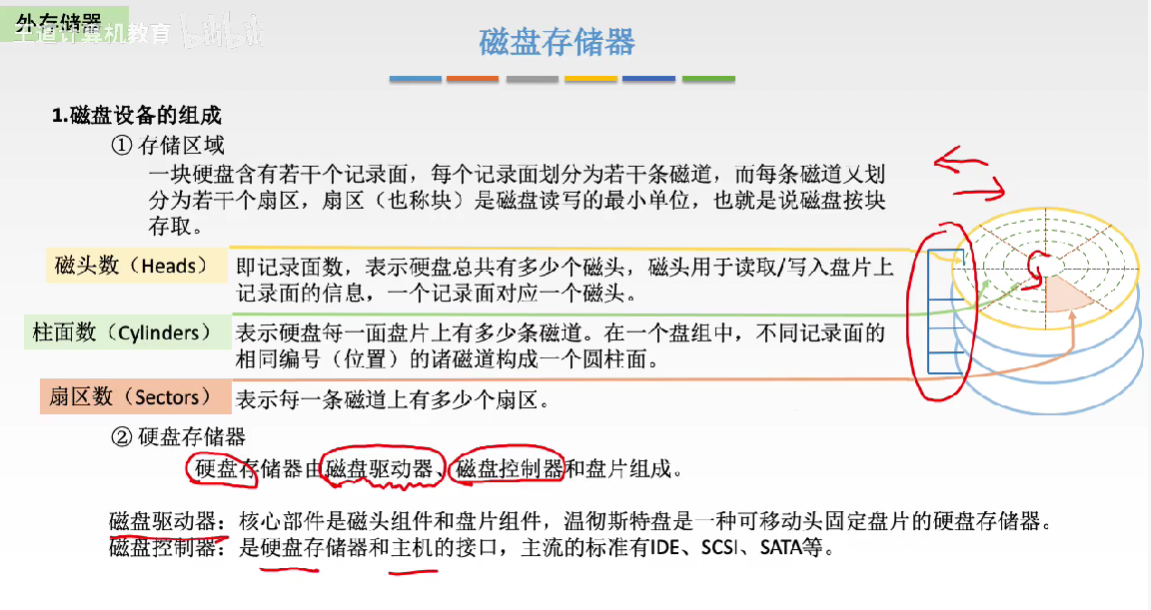 外存储器
王道计算机教育 bilibili
磁盘存储器
1.磁盘设备的组成
① 存储区域
一块硬盘含有若干个记录面，每个记录面划分为若干条磁道，而每条磁道又划
分为若干个扇区，扇区（也称块）是磁盘读写的最小单位，也就是说磁盘按块
存取。
磁头数（Heads）
即记录面数，表示硬盘总共有多少个磁头，磁头用于读取/写入盘片上
记录面的信息，一个记录面对应一个磁头。
柱面数（Cylinders）
表示硬盘每一面盘片上有多少条磁道。在一个盘组中，不同记录面的
相同编号（位置）的诸磁道构成一个圆柱面。
扇区数（Sectors）
表示每一条磁道上有多少个扇区。
② 硬盘存储器
硬盘存储器由磁盘驱动器、磁盘控制器和盘片组成。
磁盘驱动器：核心部件是磁头组件和盘片组件，温彻斯特盘是一种可移动头固定盘片的硬盘存储器。
磁盘控制器：是硬盘存储器和主机的接口，主流的标准有IDE、SCSI、SATA等。